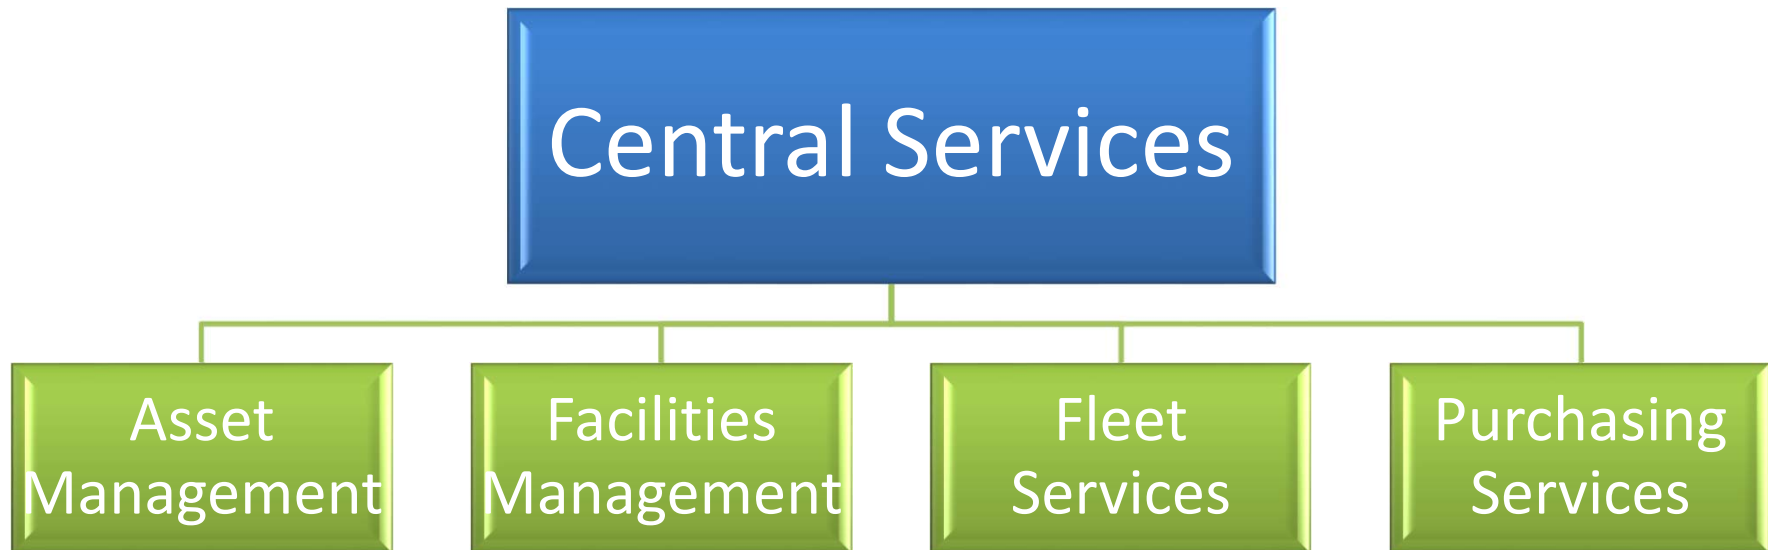 Central Services
Asset
Management
Facilities
Management
Fleet
Services
Purchasing
Services